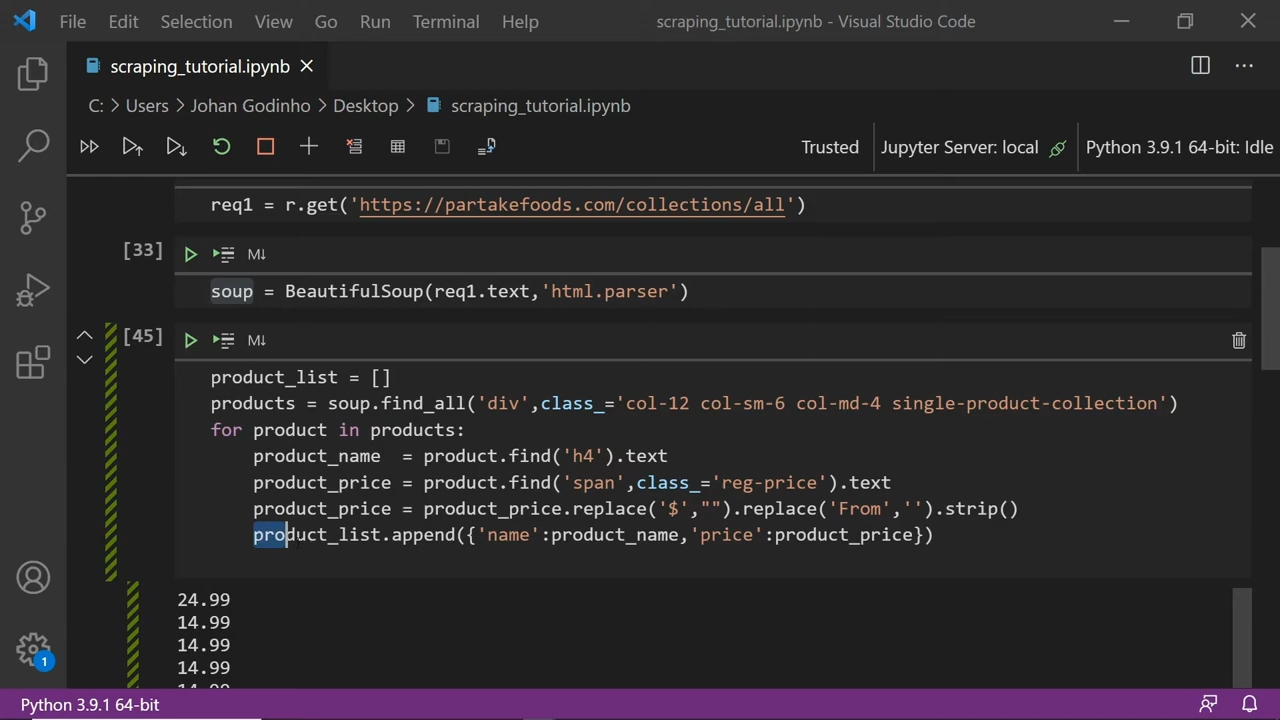 File Edit Selection View Go Run Terminal Help scraping_tutorial.ipynb - Visual Studio Code
scraping_tutorial.ipynb
C: > Users > Johan Godinho > Desktop > scraping_tutorial.ipynb
Trusted Jupyter Server: local Python 3.9.1 64-bit: Idle
req1 = r.get('https://partakefoods.com/collections/all')
[33] M↓
soup = BeautifulSoup(req1.text,'html.parser')
[45] M↓
product_list = []
products = soup.find_all('div',class_='col-12 col-sm-6 col-md-4 single-product-collection')
for product in products:
    product_name  = product.find('h4').text
    product_price = product.find('span',class_='reg-price').text
    product_price = product_price.replace('$',"").replace('From','').strip()
    product_list.append({'name':product_name,'price':product_price})
24.99
14.99
14.99
14.99
1
Python 3.9.1 64-bit